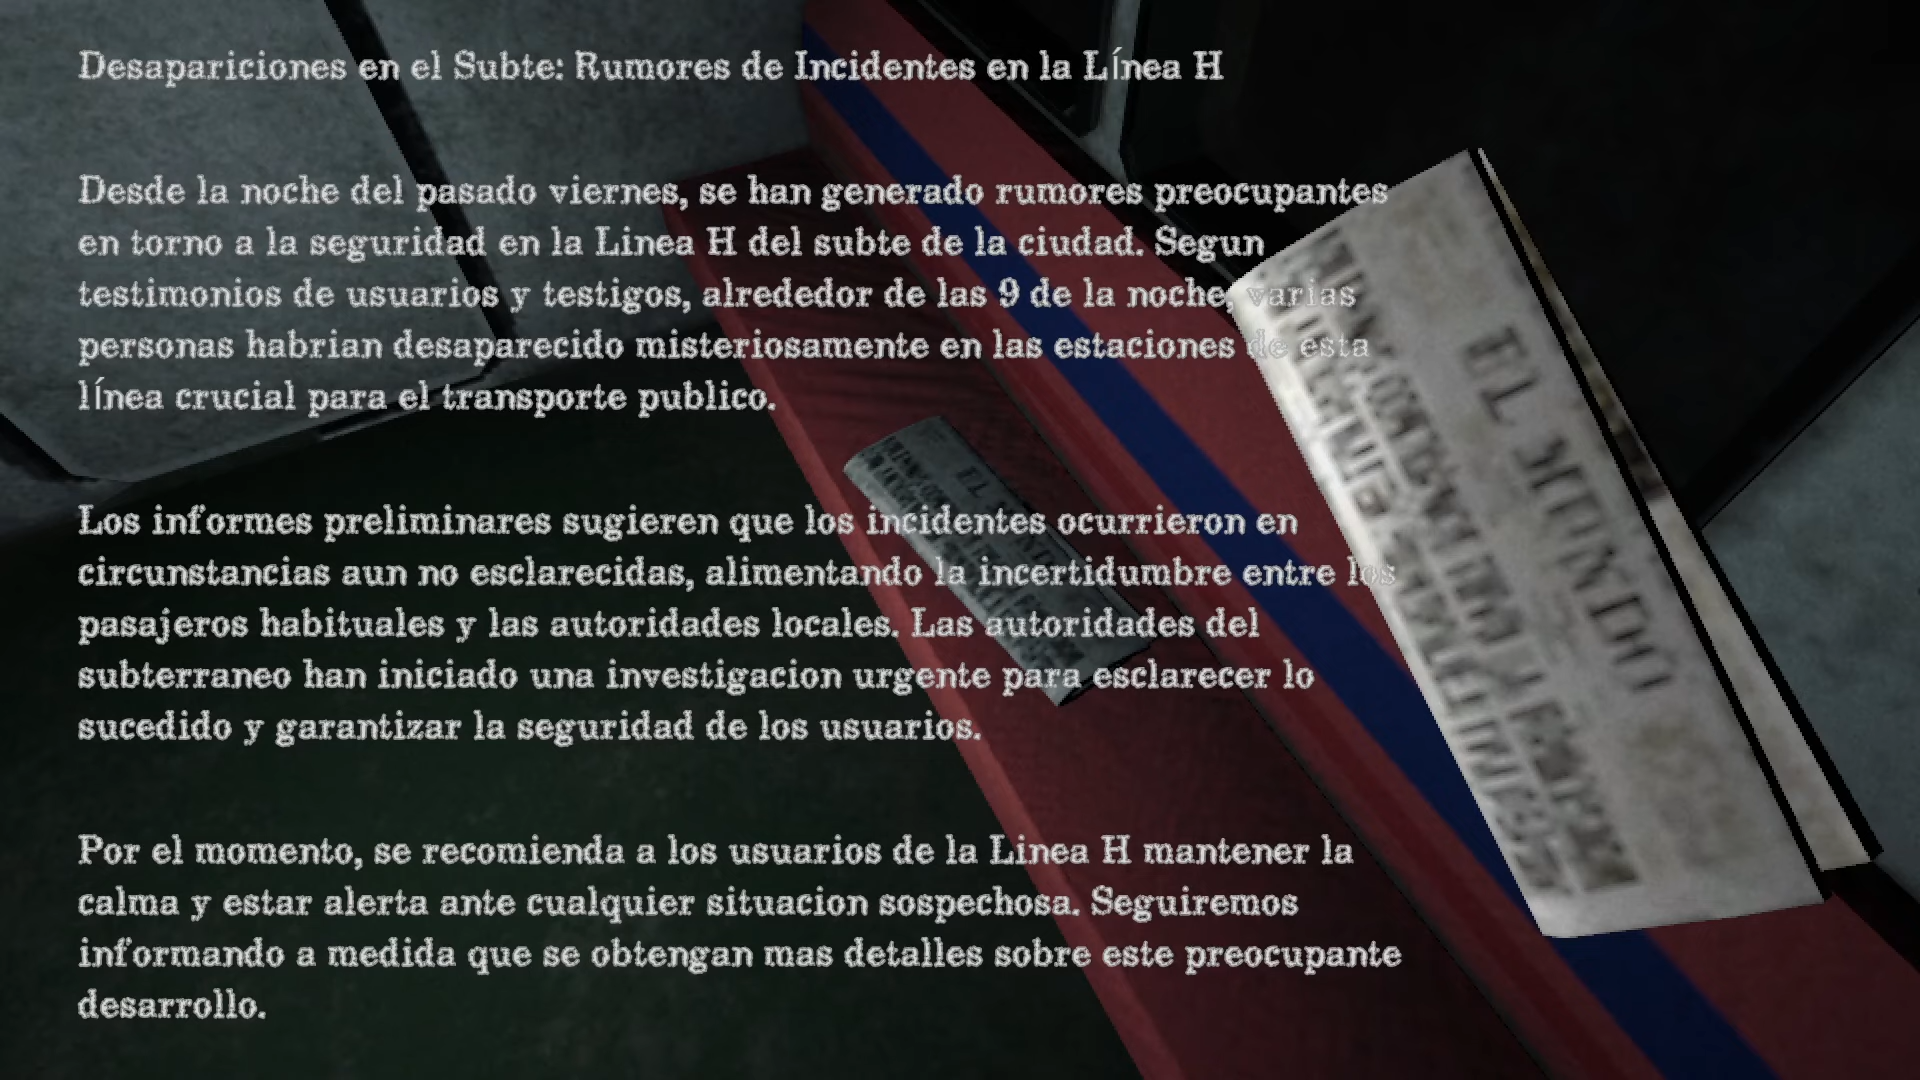 Desapariciones en el Subte: Rumores de Incidentes en la Línea H
Desde la noche del pasado viernes, se han generado rumores preocupantes
en torno a la seguridad en la Linea H del subte de la ciudad. Segun
testimonios de usuarios y testigos, alrededor de las 9 de la noche, varias
personas habrian desaparecido misteriosamente en las estaciones de esta
línea crucial para el transporte publico.
Los informes preliminares sugieren que los incidentes ocurrieron en
circunstancias aun no esclarecidas, alimentando la incertidumbre entre los
pasajeros habituales y las autoridades locales. Las autoridades del
subterraneo han iniciado una investigacion urgente para esclarecer lo
sucedido y garantizar la seguridad de los usuarios.
Por el momento, se recomienda a los usuarios de la Linea H mantener la
calma y estar alerta ante cualquier situacion sospechosa. Seguiremos
informando a medida que se obtengan mas detalles sobre este preocupante
desarrollo.
EL MONDO
EL MONDO